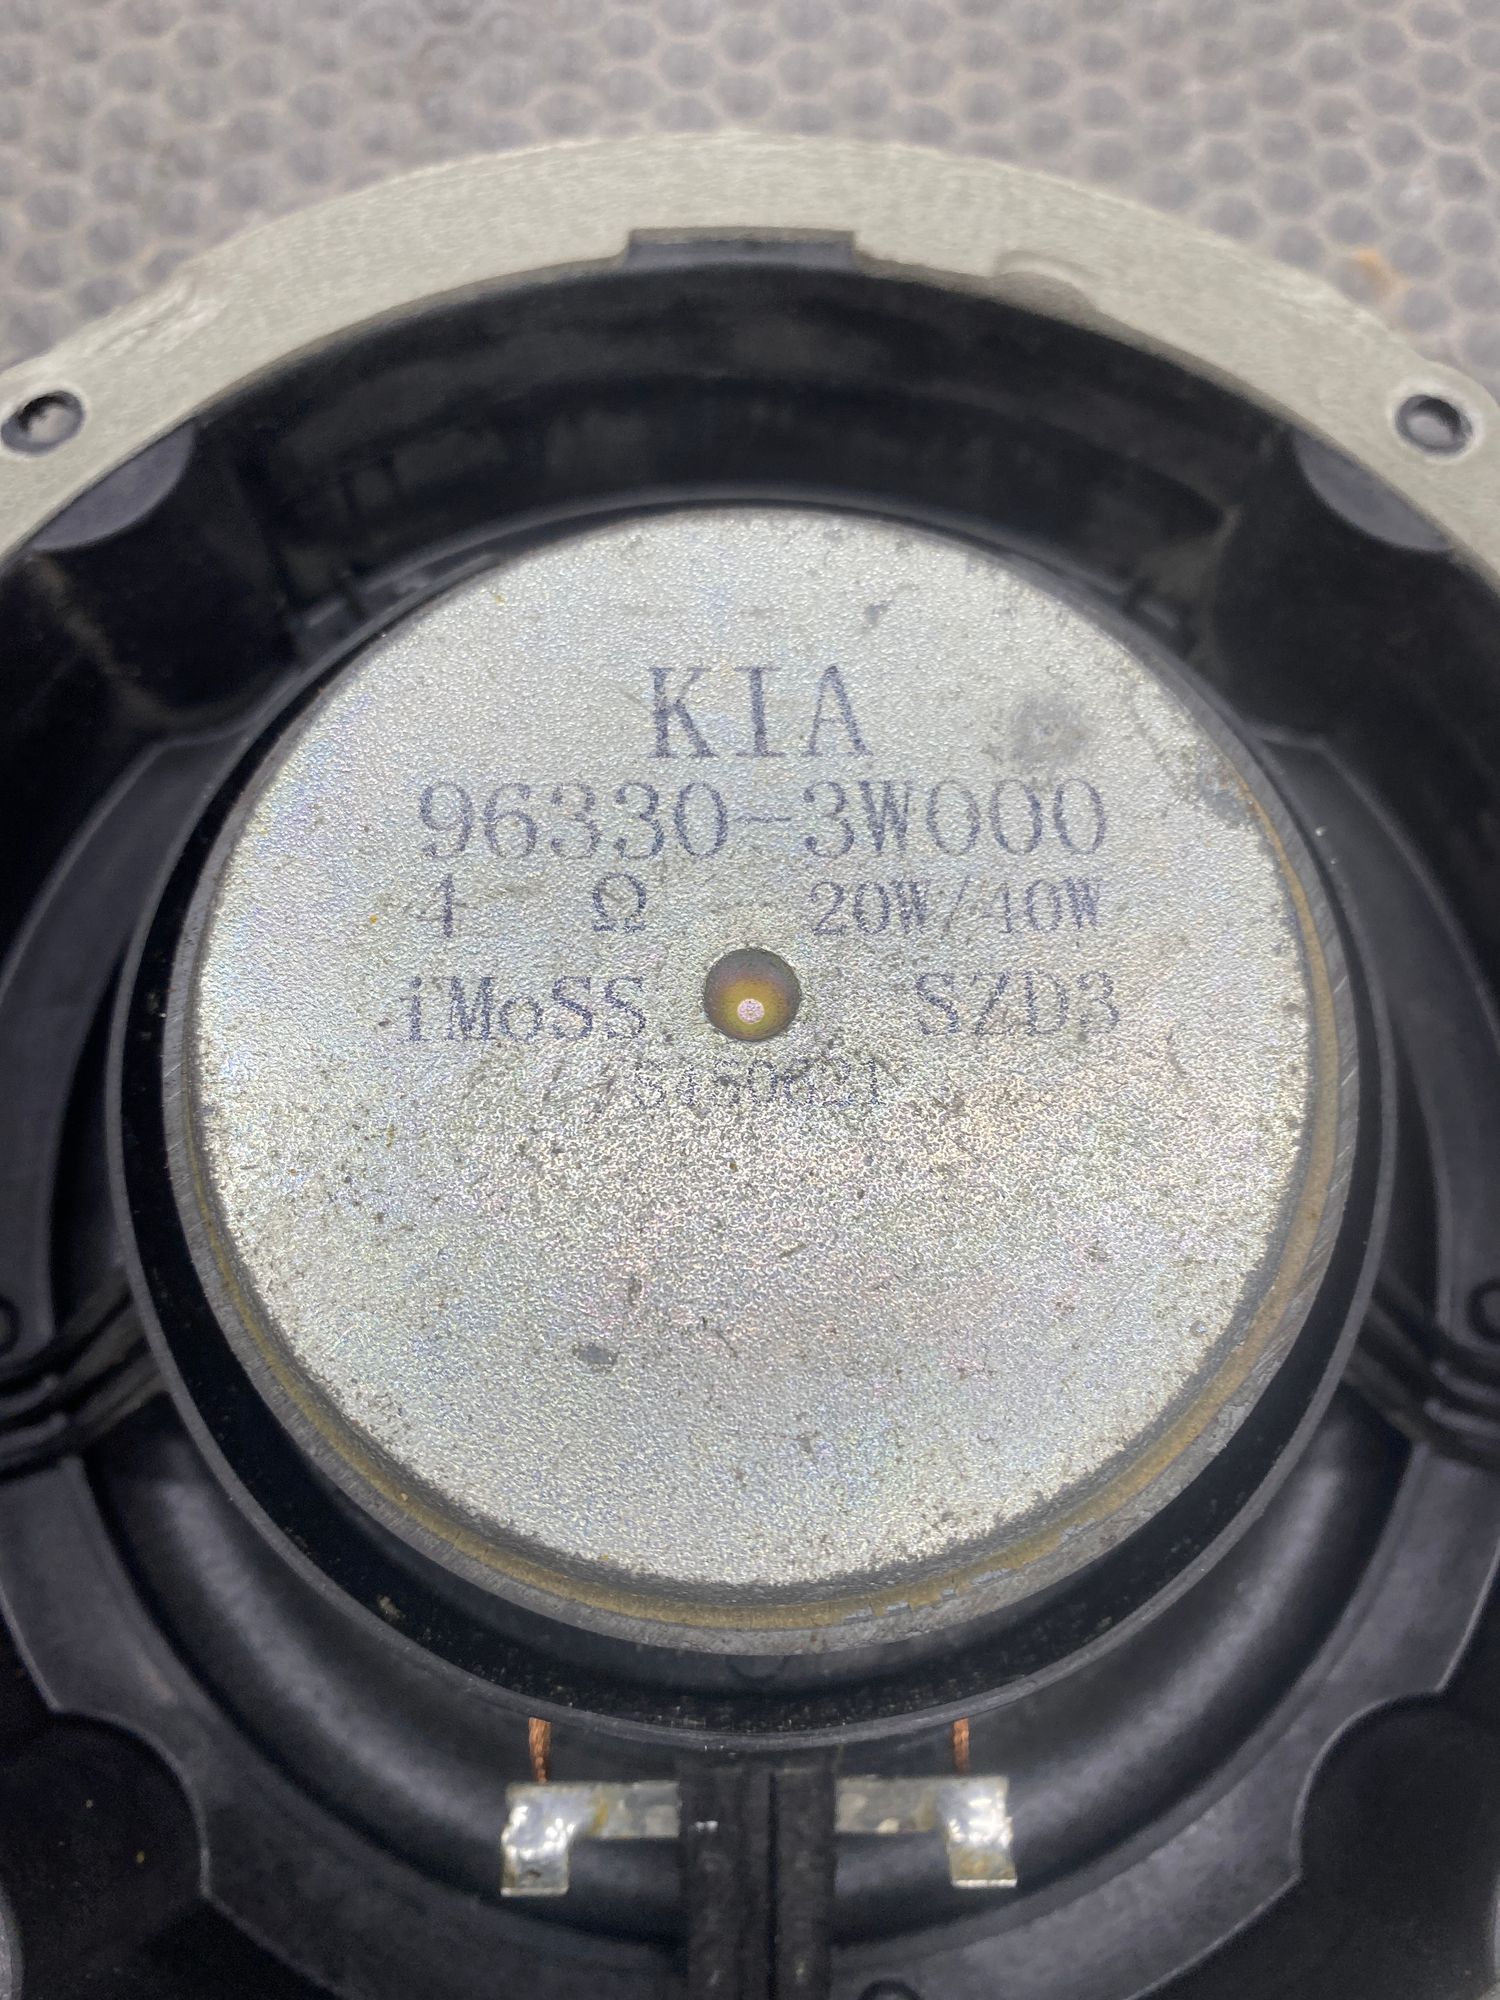 KIA
96330-3W000
4 Ω 20W/40W
iMoSS SZD3